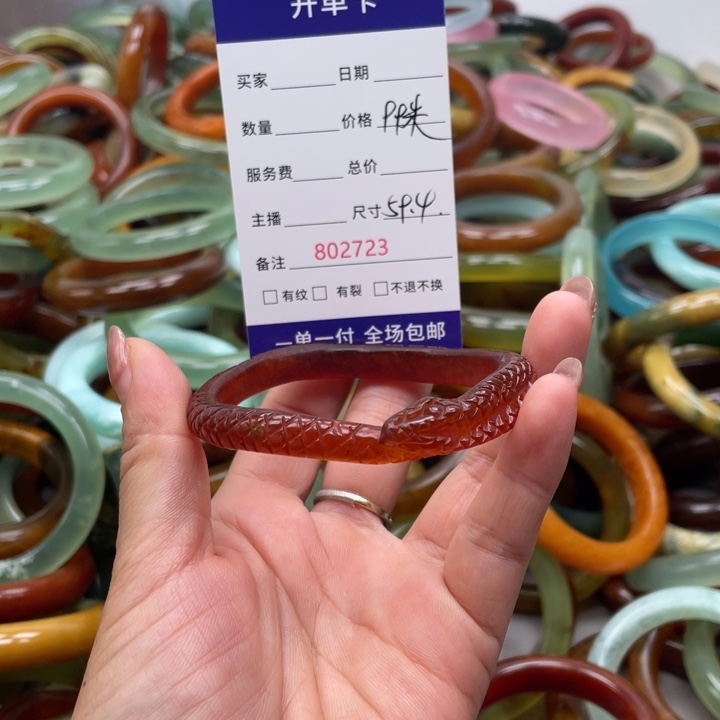 开单卡
买家 日期
数量 价格
服务费 总价
主播 尺寸 59.4.
备注 802723
有纹 有裂 不退不换
一单一付 全场包邮